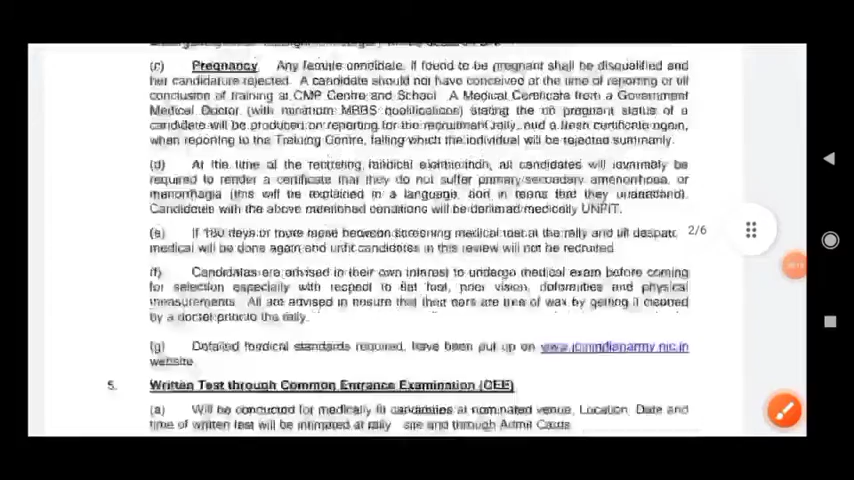 (c) Pregnancy. Any female candidate, if found to be pregnant shall be disqualified and
her candidature rejected. A candidate should not have conceived at the time of reporting or till
conclusion of training at CMP Centre and School. A Medical Certificate from a Government
Medical Doctor (with minimum MBBS qualifications) stating the no pregnant status of a
candidate will be produced on reporting for the recruitment rally, and a fresh certificate again,
when reporting to the Training Centre, failing which the individual will be rejected summarily.
(d) At the time of the recruiting medical examination, all candidates will invariably be
required to render a certificate that they do not suffer primary secondary amenorrhoea, or
menorrhagia (this will be explained in a language, and in terms that they understand).
Candidates with the above mentioned conditions will be declared medically UNFIT.
(e) If 180 days or more have between screening medical test at the rally and till despatc
medical will be done again and unfit candidates in this review will not be recruited
2/6
(f) Candidates are advised in their own interest to undergo medical exam before coming
for selection especially with respect to flat foot, poor vision, deformities and physical
measurements. All are advised to ensure that their ears are free of wax by getting it cleaned
by a doctor prior to the rally.
(g) Detailed medical standards required, have been put up on www.joinindianarmy.nic.in
website
5. Written Test through Common Entrance Examination (CEE)
(a) Will be conducted for medically fit candidates at nominated venue, Location, Date and
time of written test will be intimated at rally site and through Admit Cards